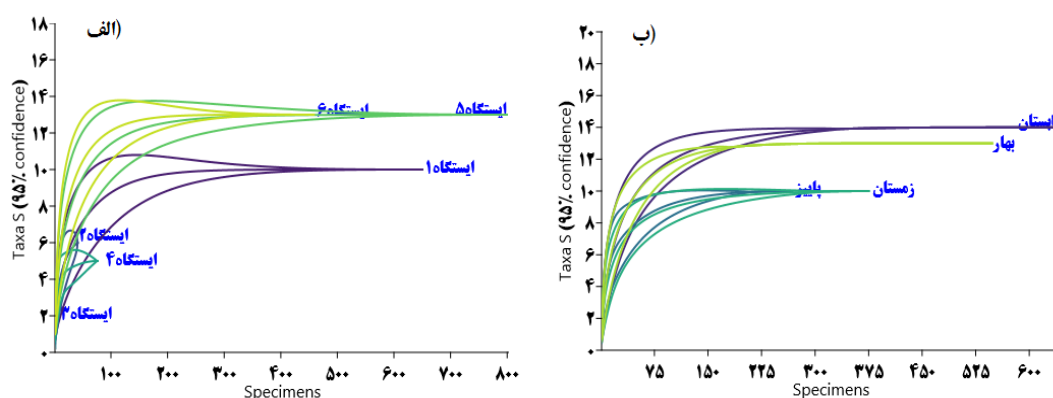 الف)
Taxa S (۹۵٪ confidence)
۱۸
۱۶
۱۴
۱۲
۱۰
۸
۶
۴
۲
۰
ایستگاه۶
ایستگاه۵
ایستگاه۱
ایستگاه۲
ایستگاه۴
ایستگاه۳
۱۰۰ ۲۰۰ ۳۰۰ ۴۰۰ ۵۰۰ ۶۰۰ ۷۰۰ ۸۰۰
Specimens
ب)
Taxa S (۹۵٪ confidence)
۲۰
۱۸
۱۶
۱۴
۱۲
۱۰
۸
۶
۴
۲
۰
بهار
پاییز
زمستان
۷۵ ۱۵۰ ۲۲۵ ۳۰۰ ۳۷۵ ۴۵۰ ۵۲۵ ۶۰۰
Specimens